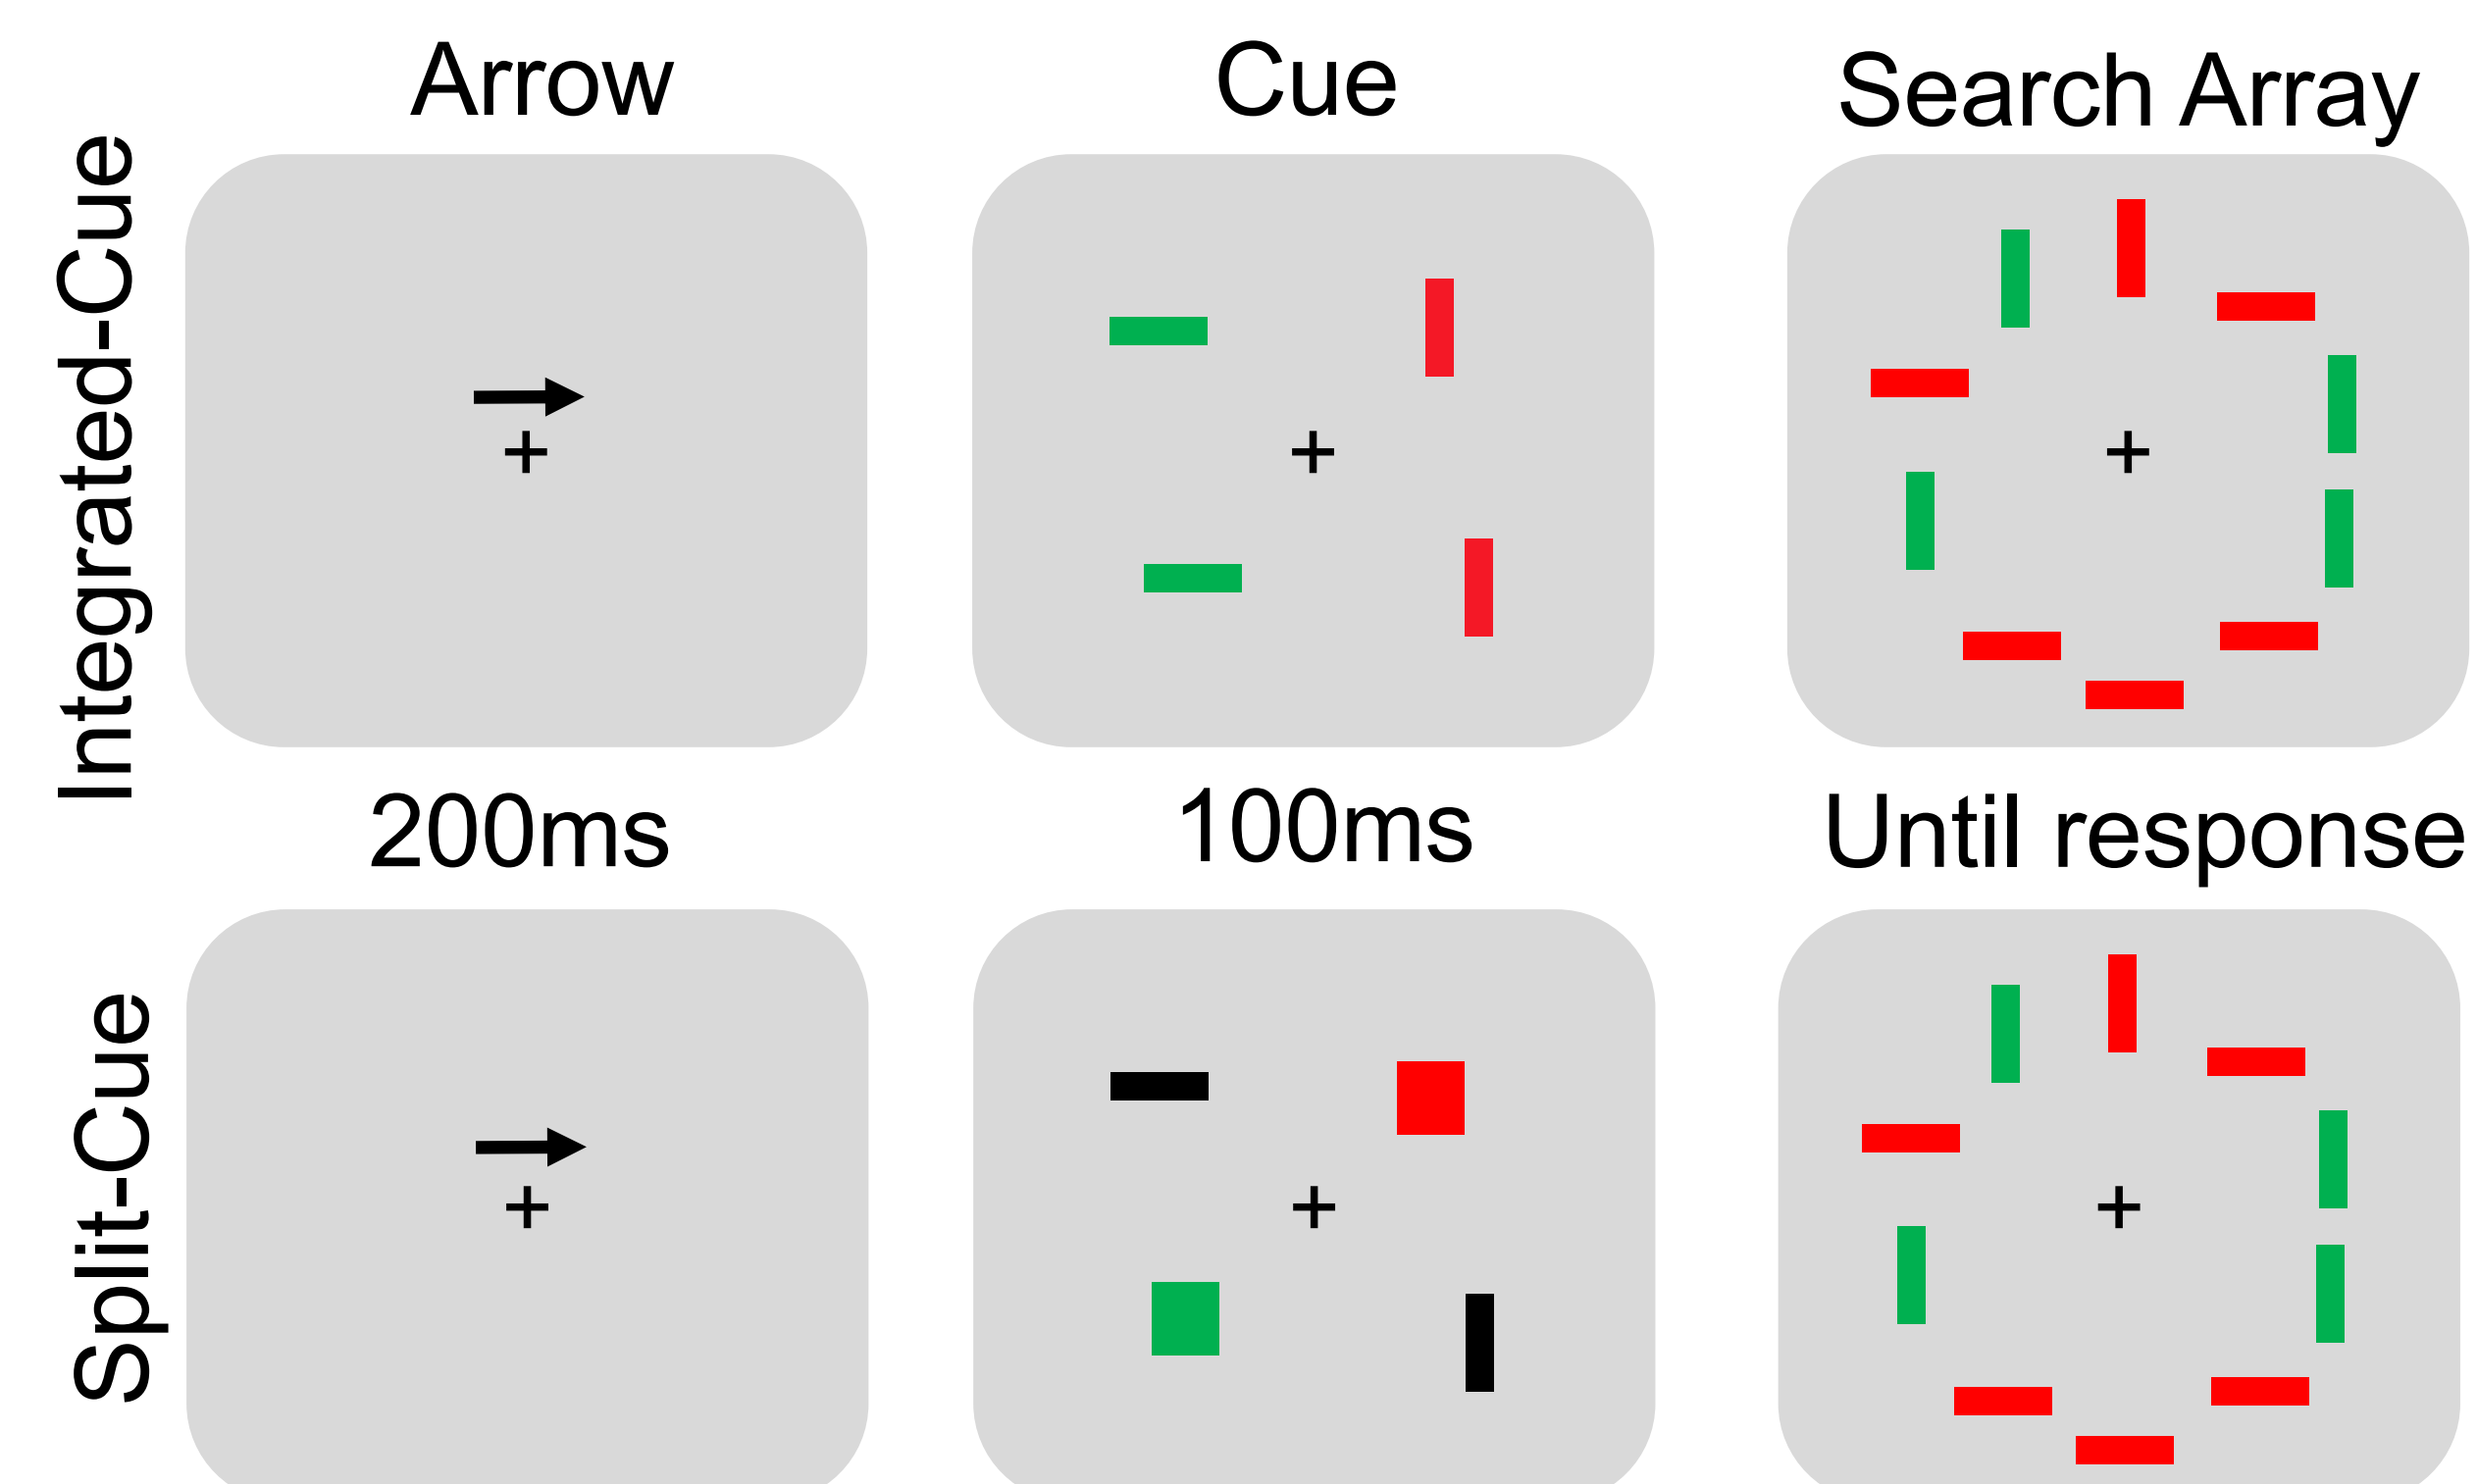 Arrow
Cue
Search Array
Integrated-Cue
200ms
100ms
Until response
Split-Cue